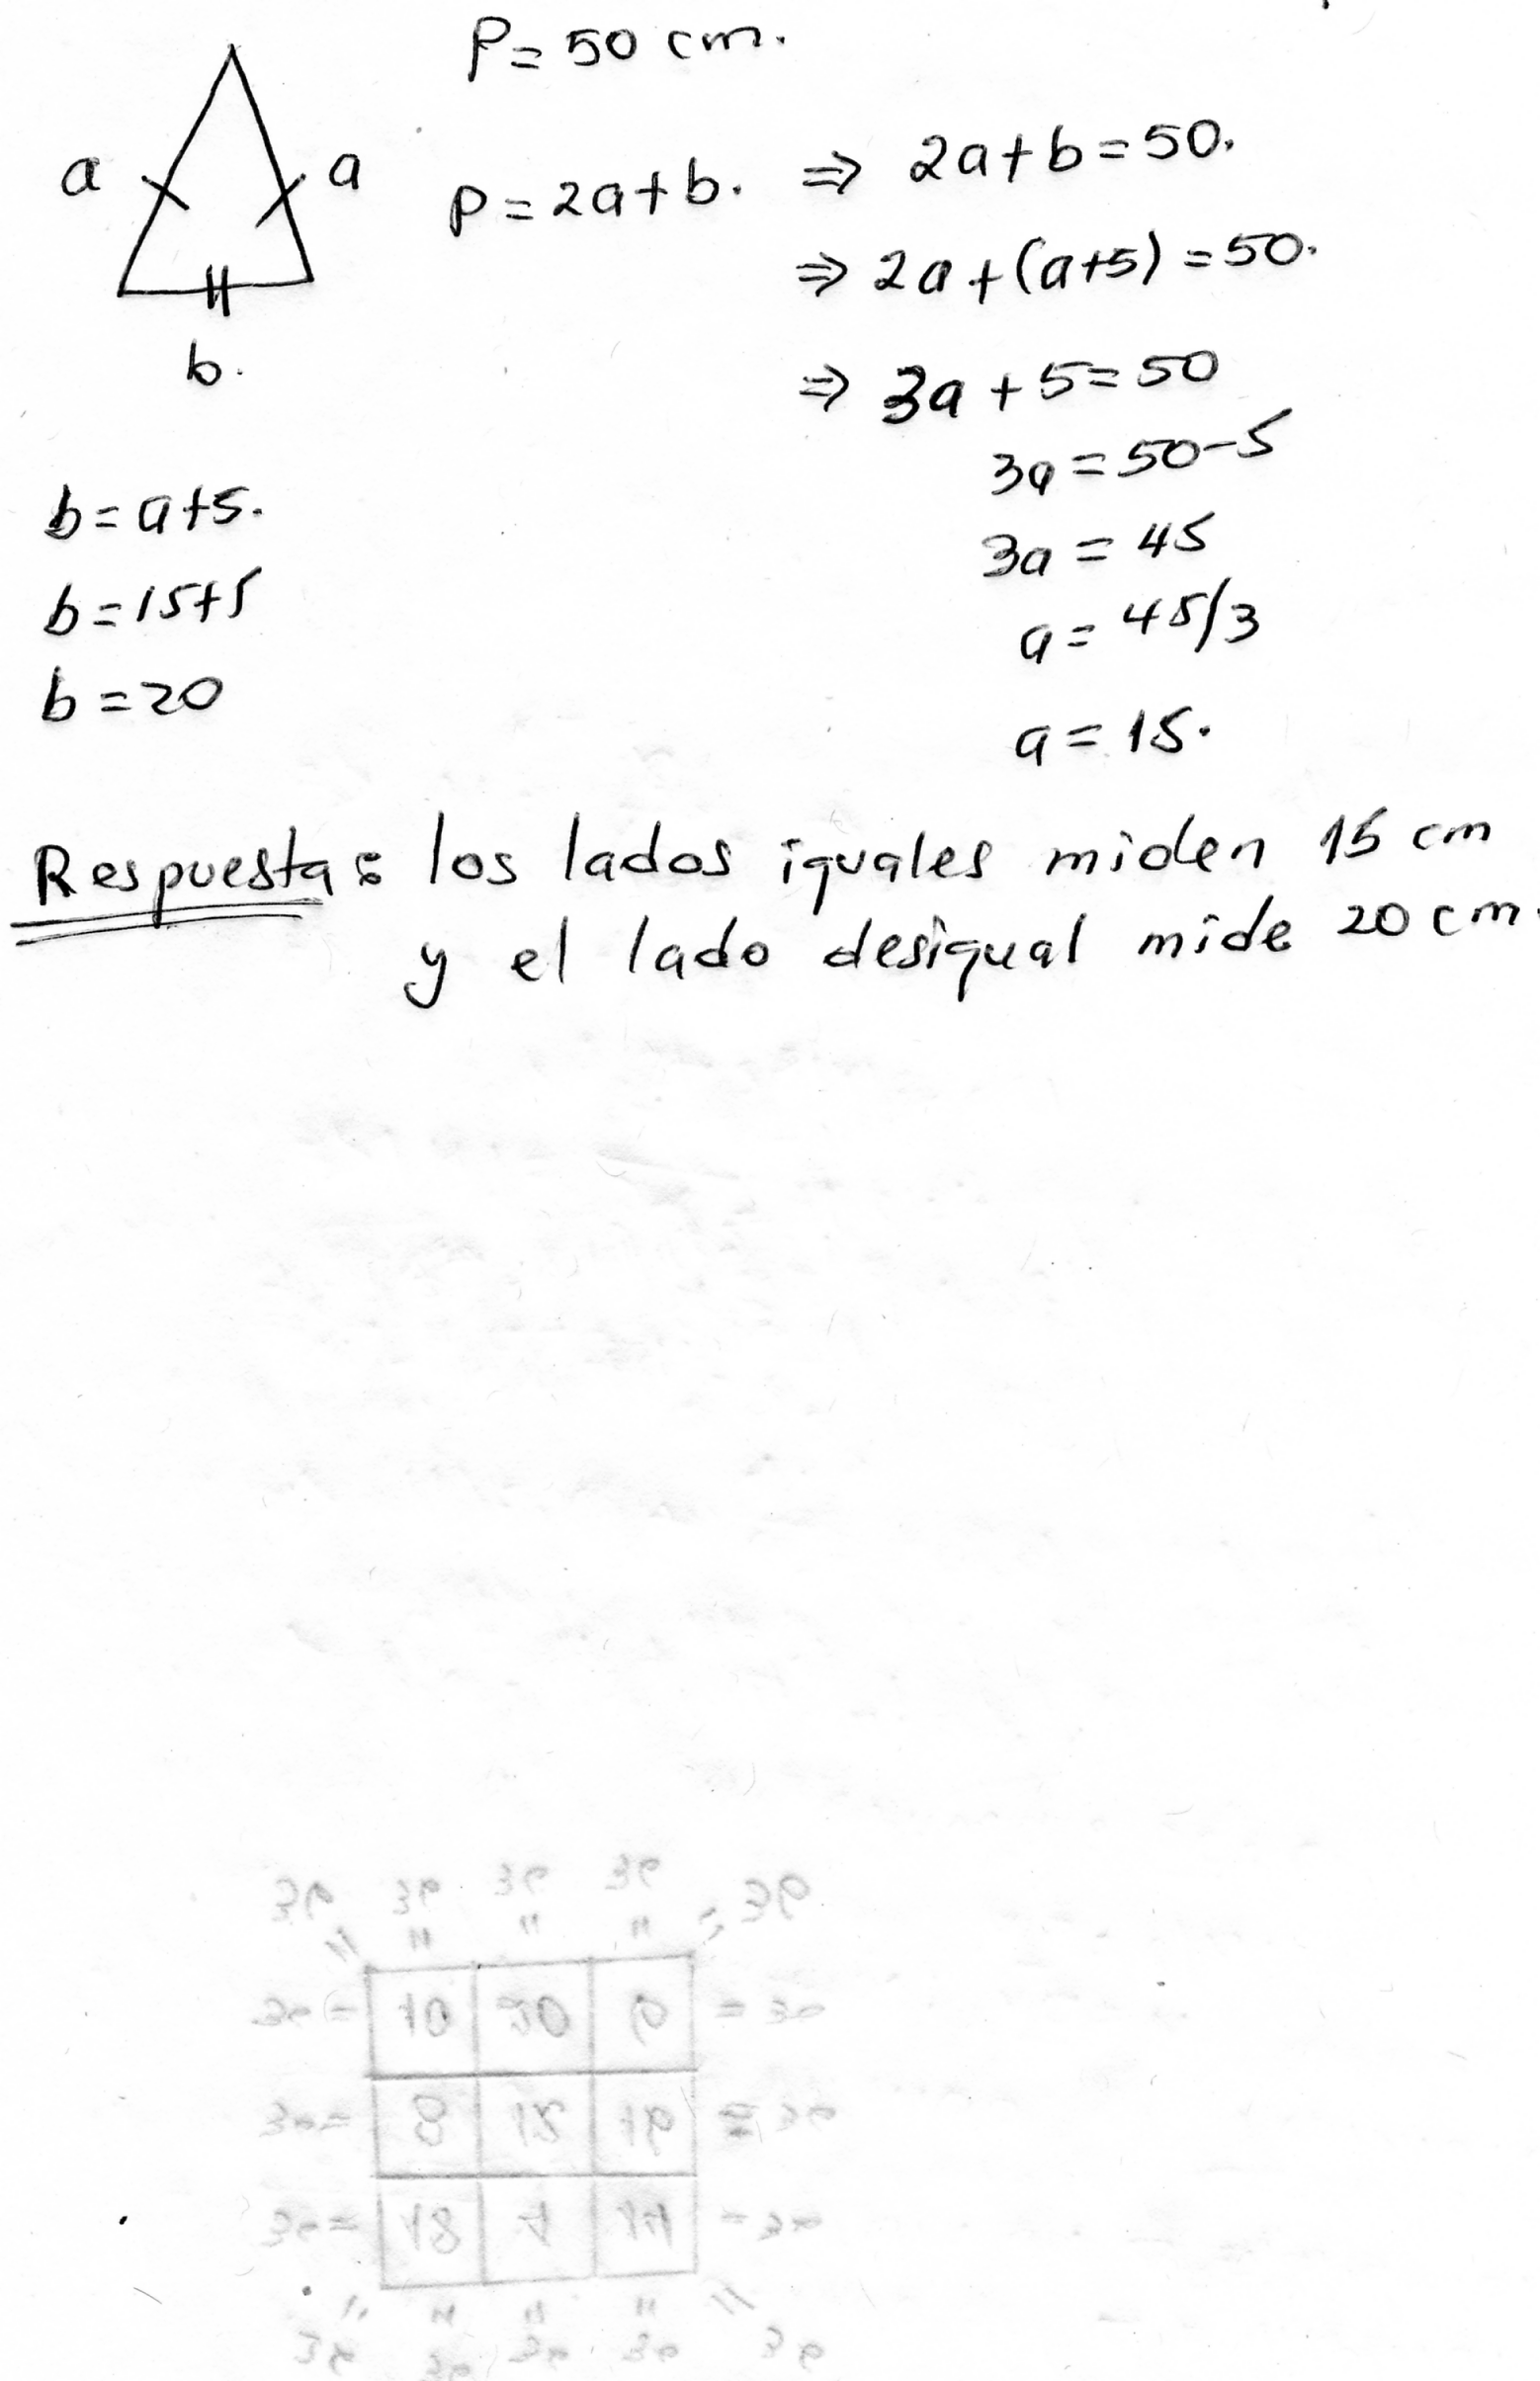 P = 50 cm.
a
a
b.
P = 2a + b. ⇒ 2a + b = 50.
⇒ 2a + (a+5) = 50.
⇒ 3a + 5 = 50
3a = 50 - 5
3a = 45
a = 45/3
a = 15.
b = a+5.
b = 15+5
b = 20
Respuesta: los lados iguales miden 15 cm
y el lado desigual mide 20 cm.